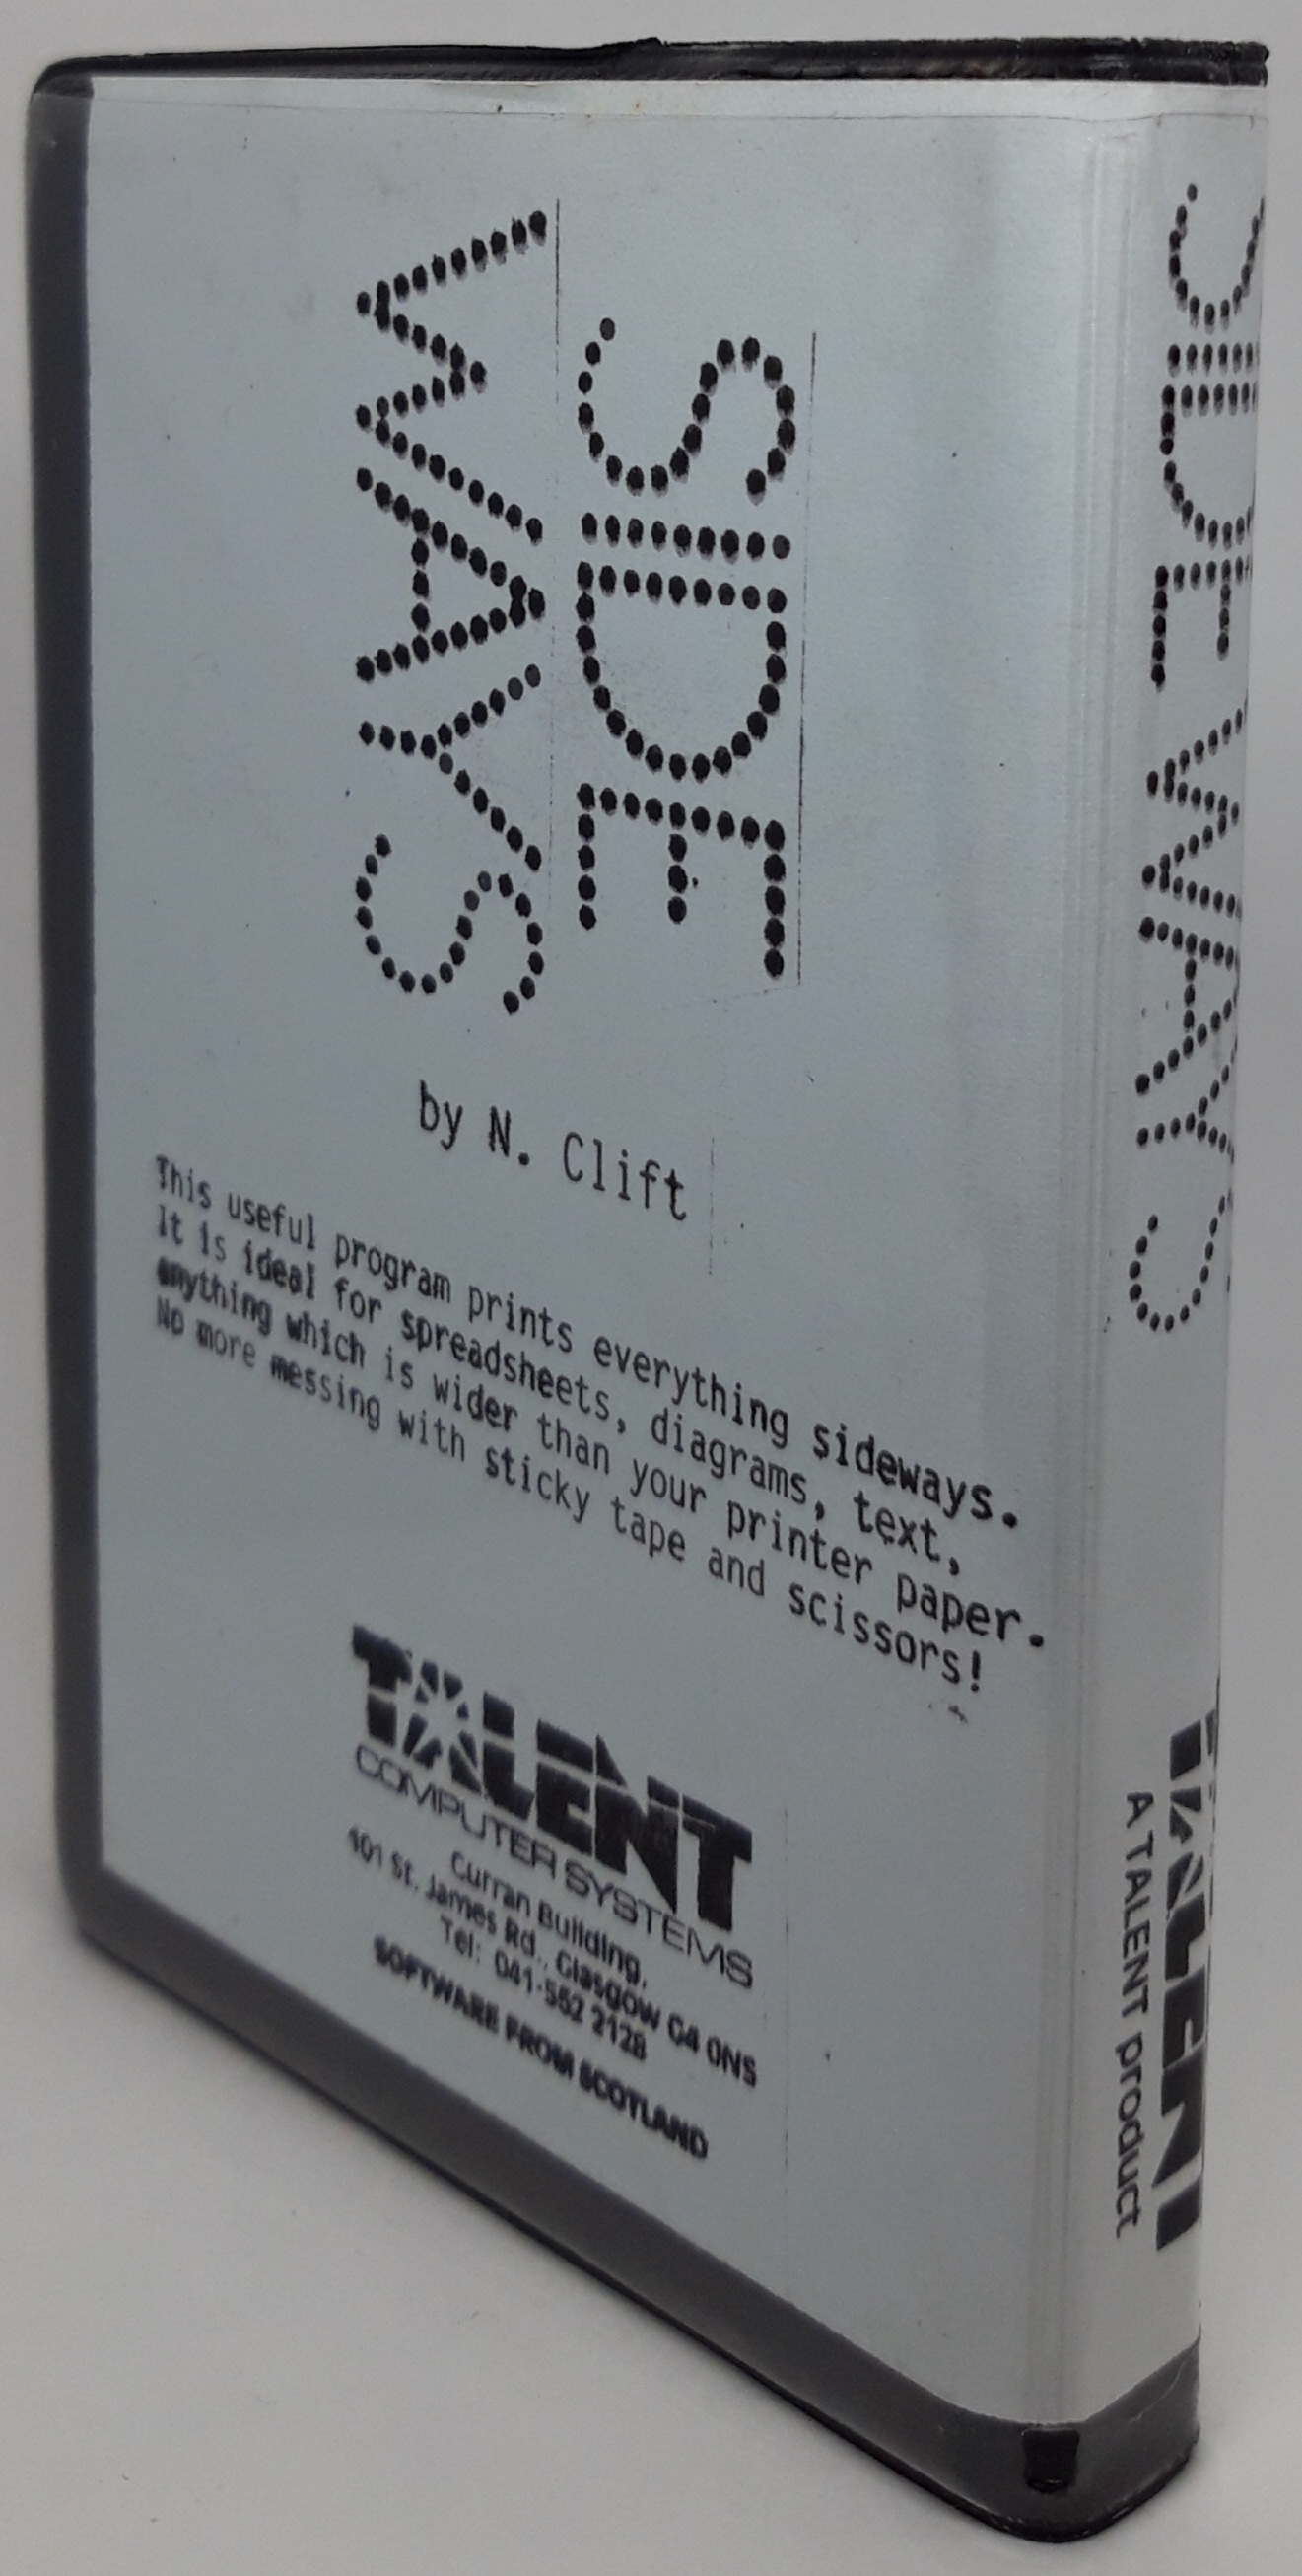 SIDE
WAYS
by N. Clift
This useful program prints everything sideways.
It is ideal for spreadsheets, diagrams, text,
anything which is wider than your printer paper.
No more messing with sticky tape and scissors!
TALENT
COMPUTER SYSTEMS
Curran Building,
101 St. James Rd., Glasgow G4 0NS
Tel: 041-552 2128
SOFTWARE FROM SCOTLAND
SIDEWAYS
TALENT
A TALENT product